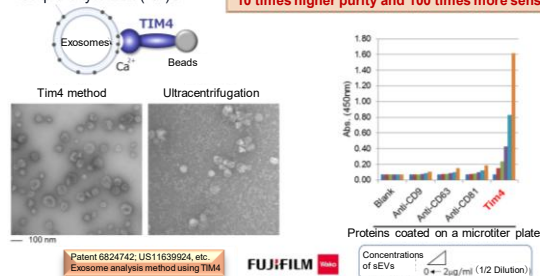 10 times higher purity and 100 times more sens
TIM4
Exosomes
Ca2+
Beads
Tim4 method
Ultracentrifugation
100 nm
Abs. (450nm)
1.80
1.60
1.40
1.20
1.00
0.80
0.60
0.40
0.20
0.00
Blank
Anti-CD9
Anti-CD63
Anti-CD81
Tim4
Proteins coated on a microtiter plate
Patent 6824742; US11639924, etc.
Exosome analysis method using TIM4
FUJIFILM
Wako
Concentrations
of sEVs
0 ← 2μg/ml (1/2 Dilution)